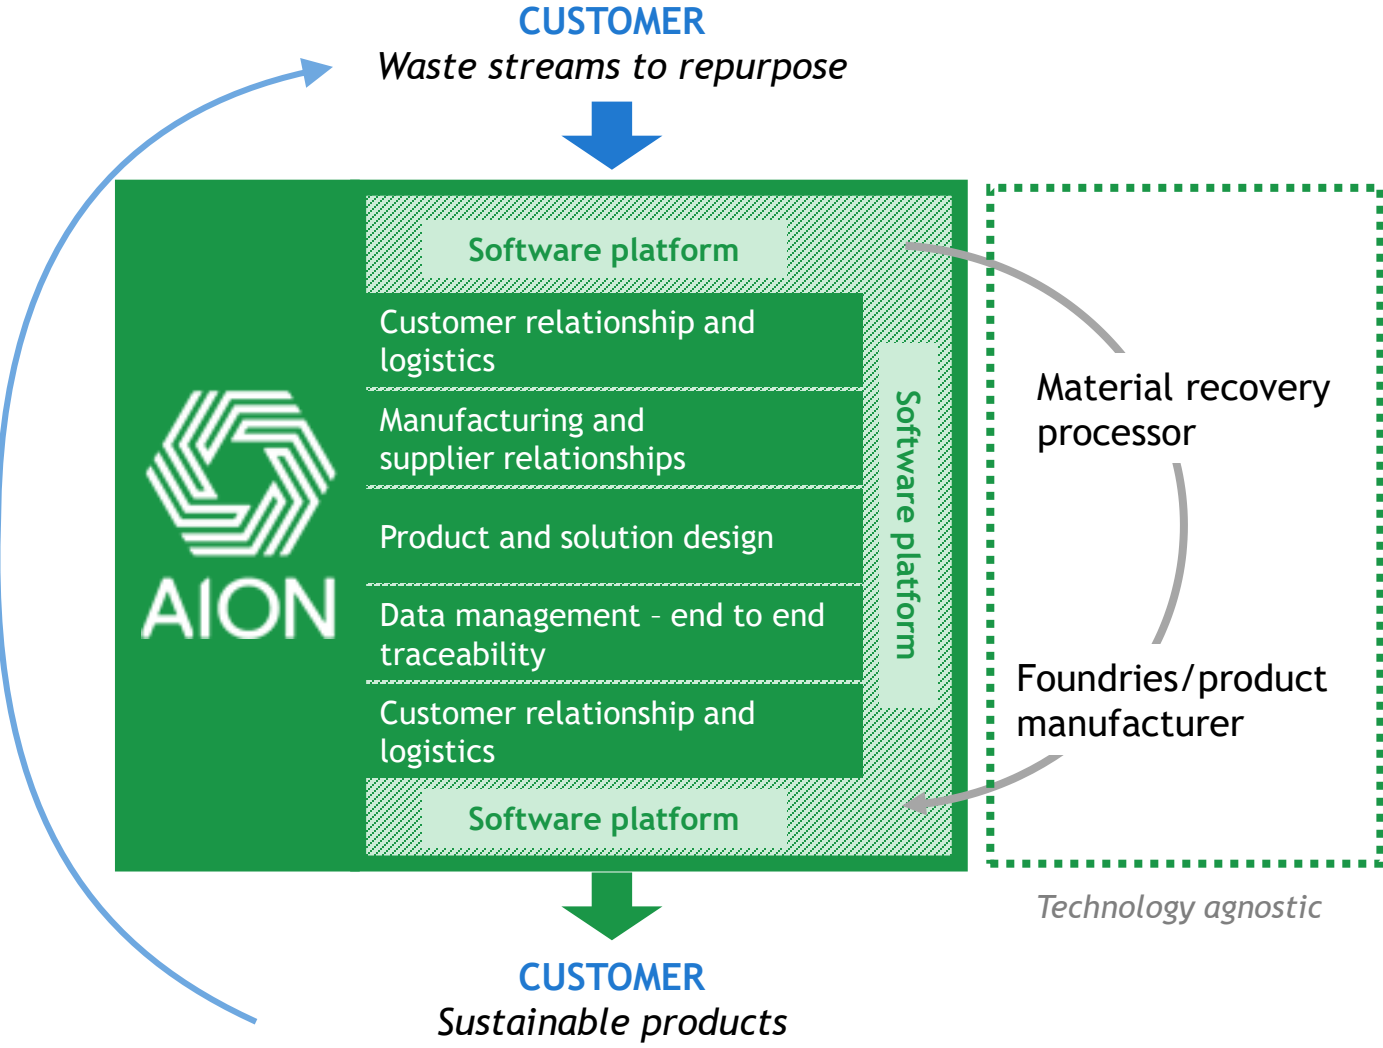 CUSTOMER
Waste streams to repurpose
Software platform
Customer relationship and
logistics
Manufacturing and
supplier relationships
Product and solution design
Data management – end to end
traceability
Customer relationship and
logistics
Software platform
Software platform
AION
Material recovery
processor
Foundries/product
manufacturer
Technology agnostic
CUSTOMER
Sustainable products